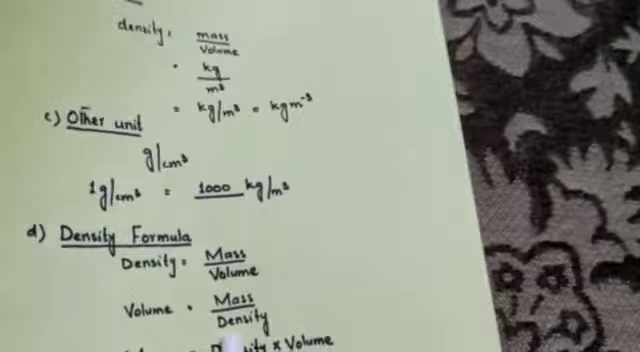 density = mass / Volume
= kg / m³
= kg/m³ = kgm⁻³
c) Other unit
g/cm³
1g/cm³ = 1000 kg/m³
d) Density Formula
Density = Mass / Volume
Volume = Mass / Density
x Volume